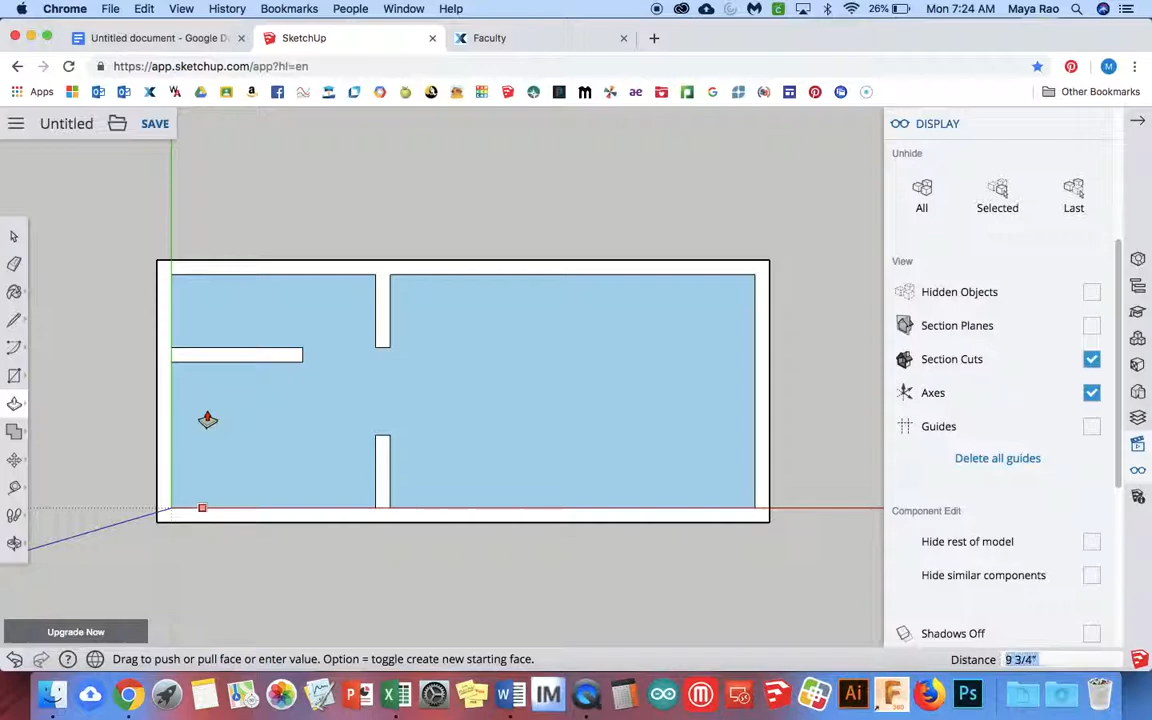 Chrome File Edit View History Bookmarks People Window Help 26% Mon 7:24 AM Maya Rao
Untitled document - Google D SketchUp Faculty
https://app.sketchup.com/app?hl=en
Apps Other Bookmarks
Untitled SAVE
DISPLAY
Unhide
All Selected Last
View
Hidden Objects
Section Planes
Section Cuts
Axes
Guides
Delete all guides
Component Edit
Hide rest of model
Hide similar components
Shadows Off
Upgrade Now
Drag to push or pull face or enter value. Option = toggle create new starting face. Distance 9 3/4"
IM Ai Ps